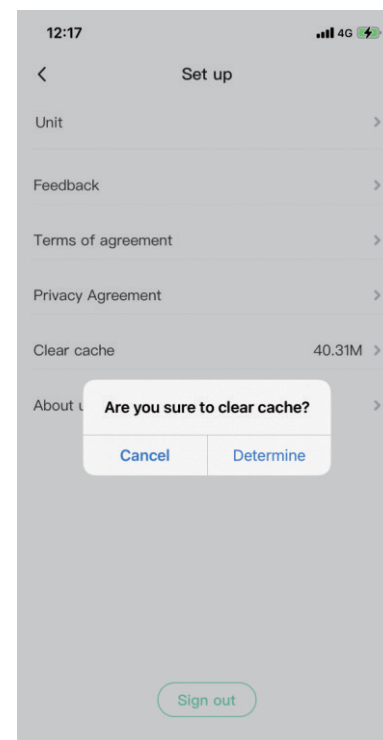 12:17 4G
Set up
Unit
Feedback
Terms of agreement
Privacy Agreement
Clear cache 40.31M
About u
Are you sure to clear cache?
Cancel Determine
Sign out